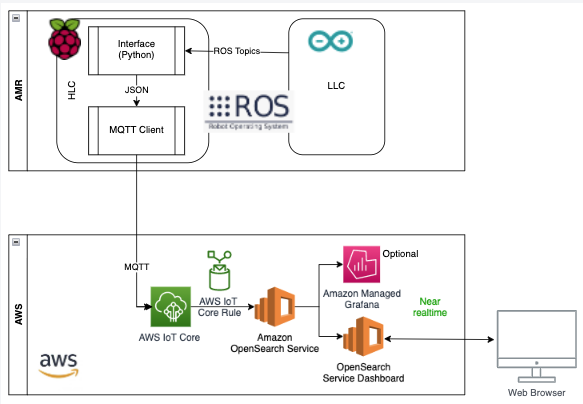 AMR
HLC
Interface
(Python)
JSON
MQTT Client
ROS Topics
ROS
Robot Operating System
LLC
AWS
MQTT
AWS IoT Core
AWS IoT
Core Rule
Amazon
OpenSearch Service
Optional
Amazon Managed
Grafana
OpenSearch
Service Dashboard
Near
realtime
Web Browser
aws